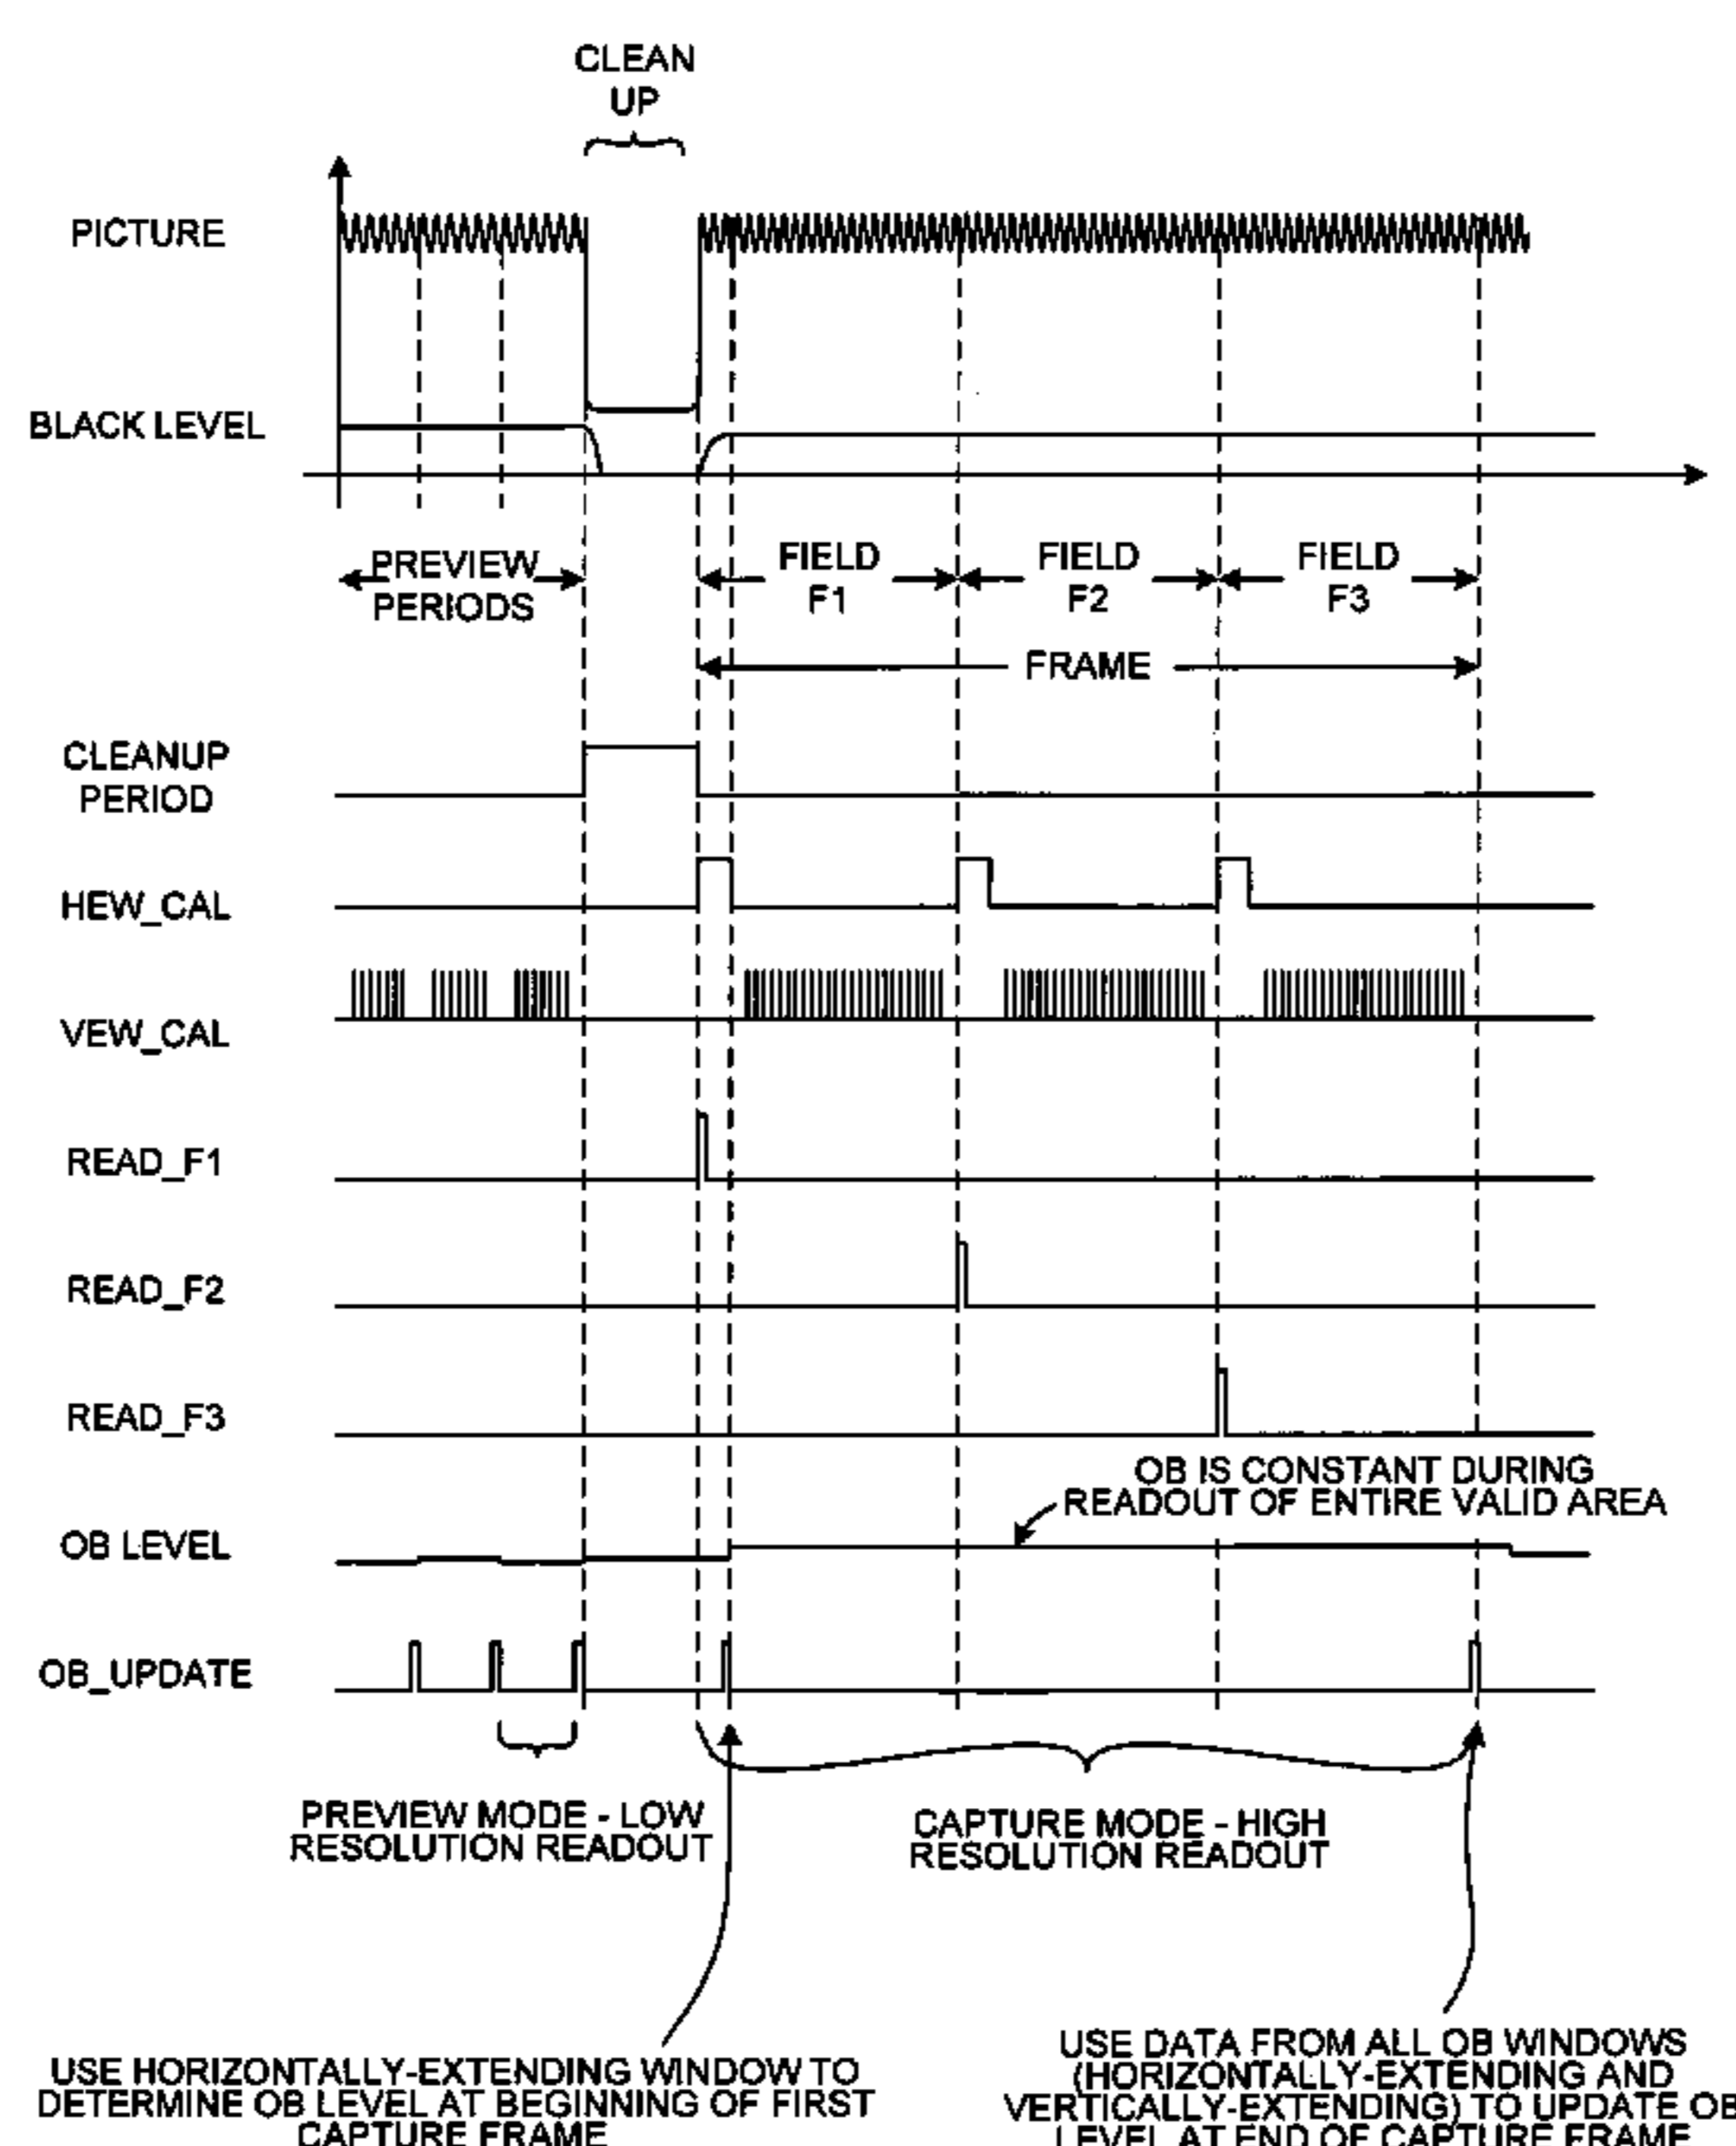 CLEAN
UP
PICTURE
BLACK LEVEL
PREVIEW
PERIODS
FIELD
F1
FIELD
F2
FIELD
F3
FRAME
CLEANUP
PERIOD
HEW_CAL
VEW_CAL
READ_F1
READ_F2
READ_F3
OB IS CONSTANT DURING
READOUT OF ENTIRE VALID AREA
OB LEVEL
OB_UPDATE
PREVIEW MODE - LOW
RESOLUTION READOUT
CAPTURE MODE - HIGH
RESOLUTION READOUT
USE HORIZONTALLY-EXTENDING WINDOW TO
DETERMINE OB LEVEL AT BEGINNING OF FIRST
CAPTURE FRAME
USE DATA FROM ALL OB WINDOWS
(HORIZONTALLY-EXTENDING AND
VERTICALLY-EXTENDING) TO UPDATE OB
LEVEL AT END OF CAPTURE FRAME